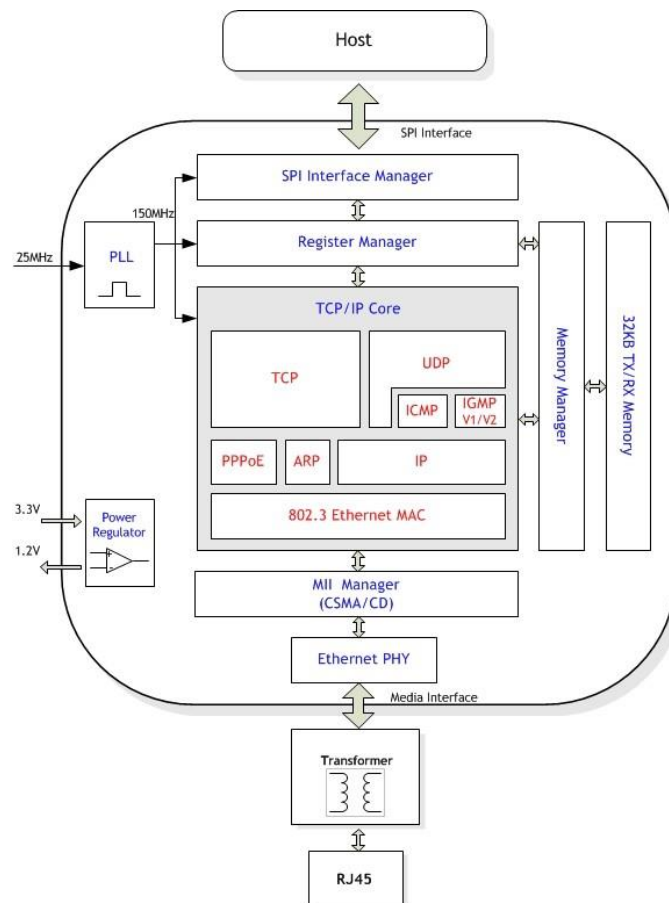 Host
SPI Interface
SPI Interface Manager
150MHz
Register Manager
25MHz
PLL
TCP/IP Core
TCP
UDP
ICMP
IGMP
V1/V2
PPPoE
ARP
IP
802.3 Ethernet MAC
Memory Manager
32KB TX/RX Memory
3.3V
1.2V
Power
Regulator
MII Manager
(CSMA/CD)
Ethernet PHY
Media Interface
Transformer
RJ45